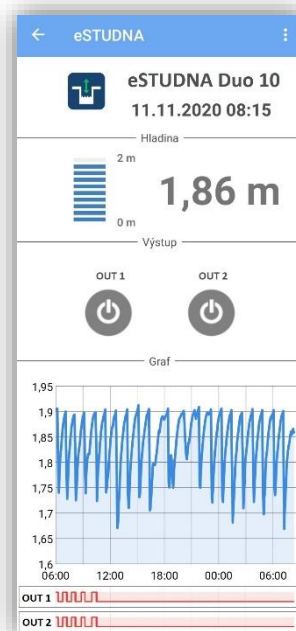 eSTUDNA
eSTUDNA Duo 10
11.11.2020 08:15
Hladina
2 m
1,86 m
0 m
Výstup
OUT 1 OUT 2
Graf
1,95
1,9
1,85
1,8
1,75
1,7
1,65
1,6
06:00 12:00 18:00 00:00 06:00
OUT 1
OUT 2